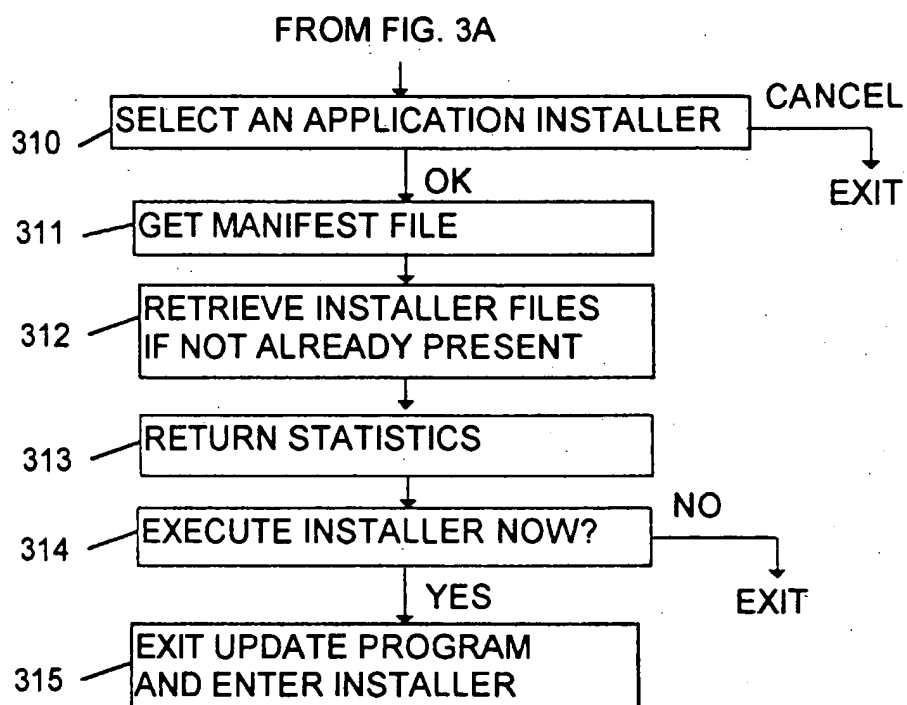 FROM FIG. 3A
310
SELECT AN APPLICATION INSTALLER
CANCEL
EXIT
OK
311
GET MANIFEST FILE
312
RETRIEVE INSTALLER FILES
IF NOT ALREADY PRESENT
313
RETURN STATISTICS
314
EXECUTE INSTALLER NOW?
NO
EXIT
YES
315
EXIT UPDATE PROGRAM
AND ENTER INSTALLER